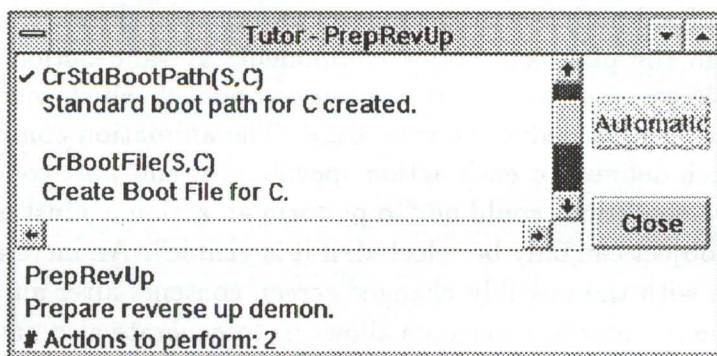 Tutor - PrepRevUp
✓ CrStdBootPath(S,C)
Standard boot path for C created.
CrBootFile(S,C)
Create Boot File for C.
Automatic
Close
PrepRevUp
Prepare reverse up demon.
# Actions to perform: 2